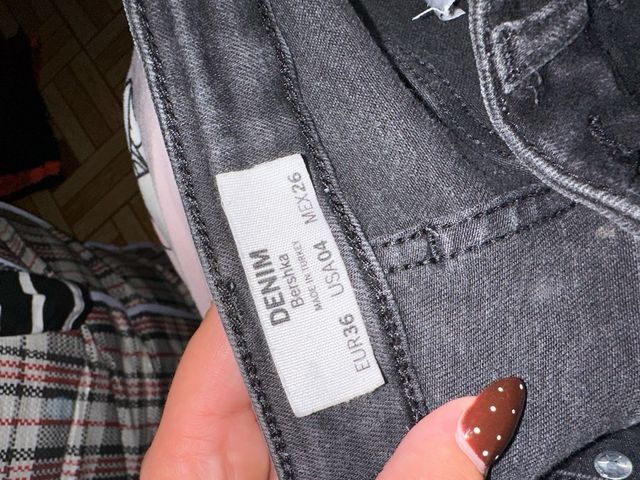 DENIM
Bershka
MADE IN TURKEY
EUR36 USA04 MEX26